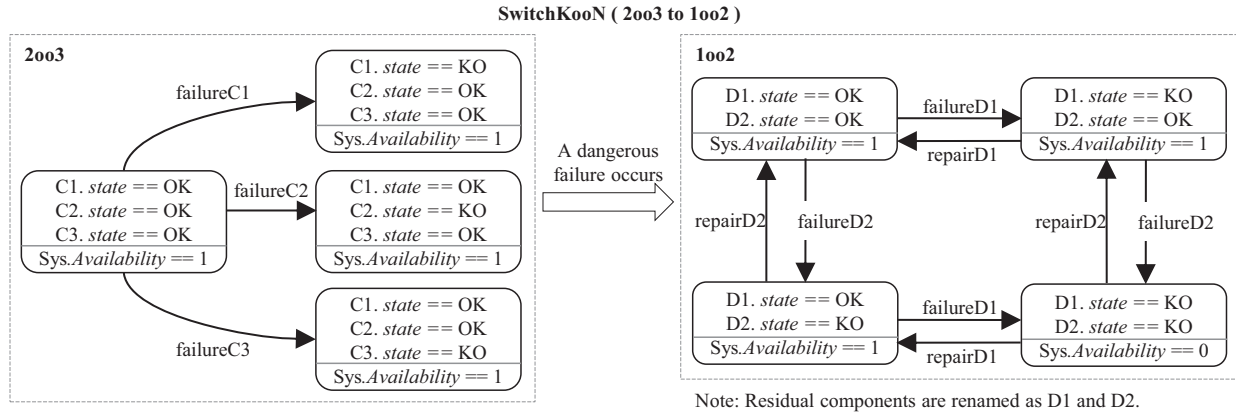 SwitchKooN ( 2oo3 to 1oo2 )
2oo3
C1. state == KO
C2. state == OK
C3. state == OK
Sys.Availability == 1
failureC1
C1. state == OK
C2. state == OK
C3. state == OK
Sys.Availability == 1
failureC2
C1. state == OK
C2. state == KO
C3. state == OK
Sys.Availability == 1
failureC3
C1. state == OK
C2. state == OK
C3. state == KO
Sys.Availability == 1
A dangerous
failure occurs
1oo2
D1. state == OK
D2. state == OK
Sys.Availability == 1
failureD1
repairD1
D1. state == KO
D2. state == OK
Sys.Availability == 1
repairD2
failureD2
repairD2
failureD2
D1. state == OK
D2. state == KO
Sys.Availability == 1
failureD1
repairD1
D1. state == KO
D2. state == KO
Sys.Availability == 0
Note: Residual components are renamed as D1 and D2.